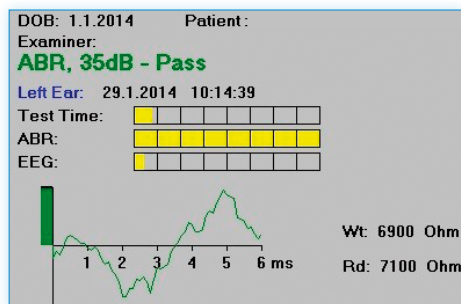 DOB: 1.1.2014 Patient:
Examiner:
ABR, 35dB - Pass
Left Ear: 29.1.2014 10:14:39
Test Time:
ABR:
EEG:
Wt: 6900 Ohm
1 2 3 4 5 6 ms
Rd: 7100 Ohm